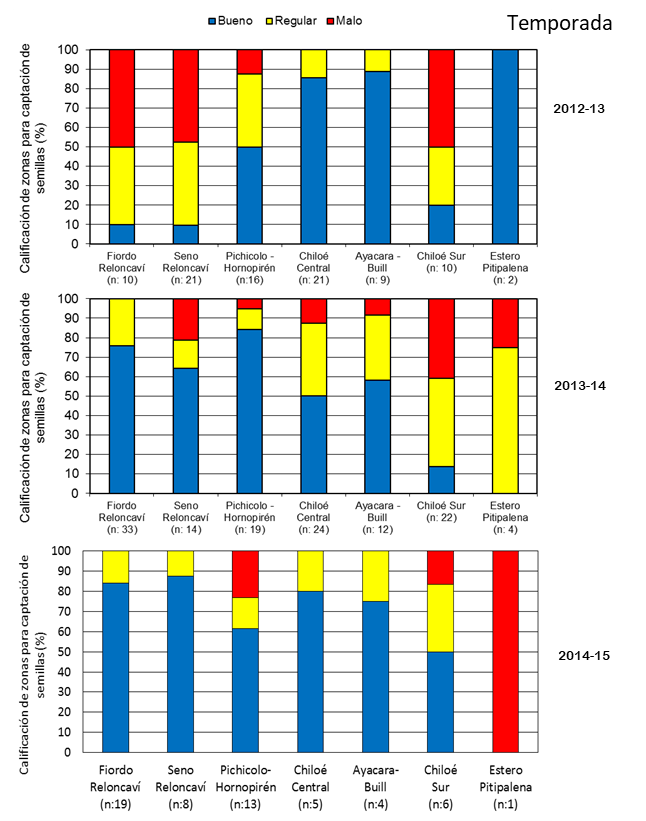 Bueno Regular Malo
Temporada
Calificación de zonas para captación de
semillas (%)
100
90
80
70
60
50
40
30
20
10
0
Fiordo Seno Pichicolo - Chiloé Ayacara - Chiloé Sur Estero
Reloncaví Reloncaví Hornopirén Central Buill (n: 10) Pitipalena
(n: 10) (n: 21) (n:16) (n: 21) (n: 9) (n: 2)
2012-13
Calificación de zonas para captación de
semillas (%)
100
90
80
70
60
50
40
30
20
10
0
Fiordo Seno Pichicolo - Chiloé Ayacara - Chiloé Sur Estero
Reloncaví Reloncaví Hornopirén Central Buill (n: 22) Pitipalena
(n: 33) (n: 14) (n: 19) (n: 24) (n: 12) (n: 4)
2013-14
Calificación de zonas para captación de
semillas (%)
100
90
80
70
60
50
40
30
20
10
0
Fiordo Seno Pichicolo- Chiloé Ayacara- Chiloé Estero
Reloncaví Reloncaví Hornopirén Central Buill Sur Pitipalena
(n:19) (n:8) (n:13) (n:5) (n:4) (n:6) (n:1)
2014-15